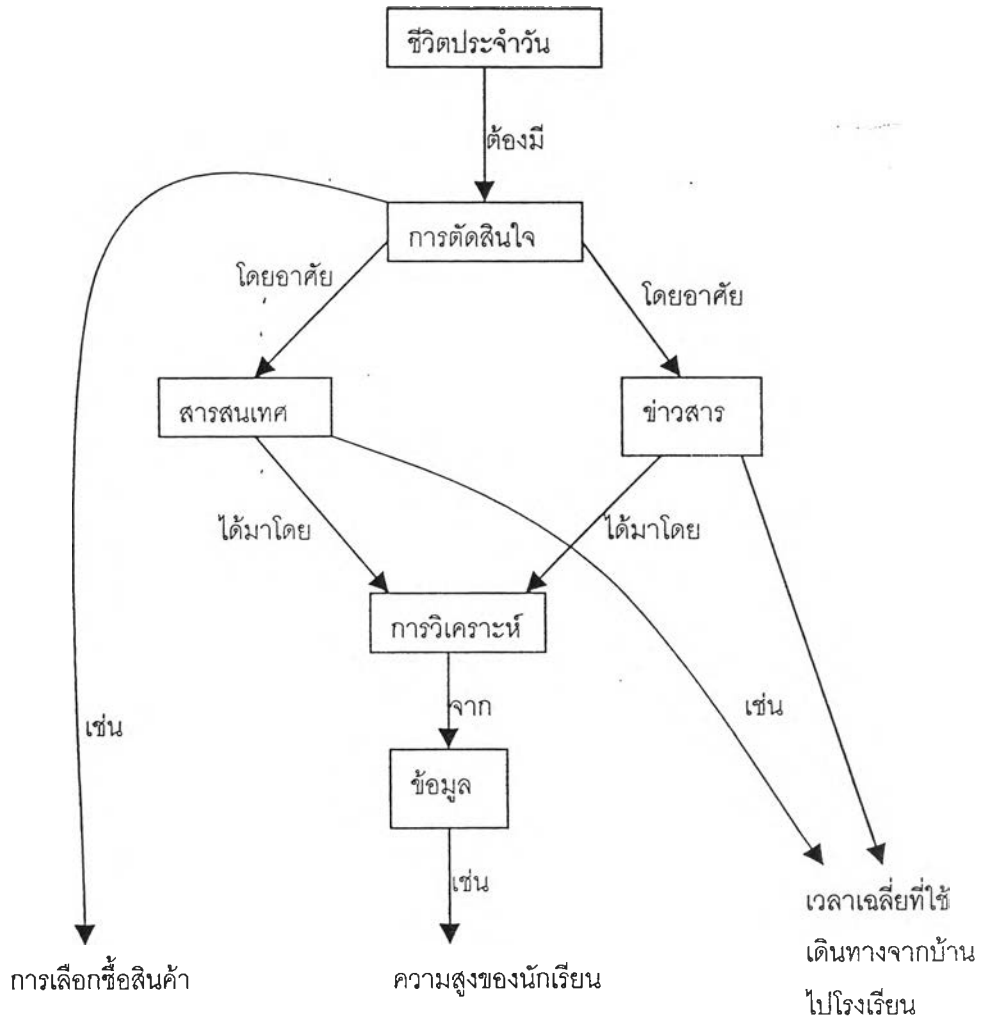 ชีวิตประจำวัน
ต้องมี
การตัดสินใจ
โดยอาศัย
โดยอาศัย
สารสนเทศ
ข่าวสาร
ได้มาโดย
ได้มาโดย
การวิเคราะห์
จาก
เช่น
เช่น
ข้อมูล
เช่น
เวลาเฉลี่ยที่ใช้
เดินทางจากบ้าน
ไปโรงเรียน
การเลือกซื้อสินค้า
ความสูงของนักเรียน